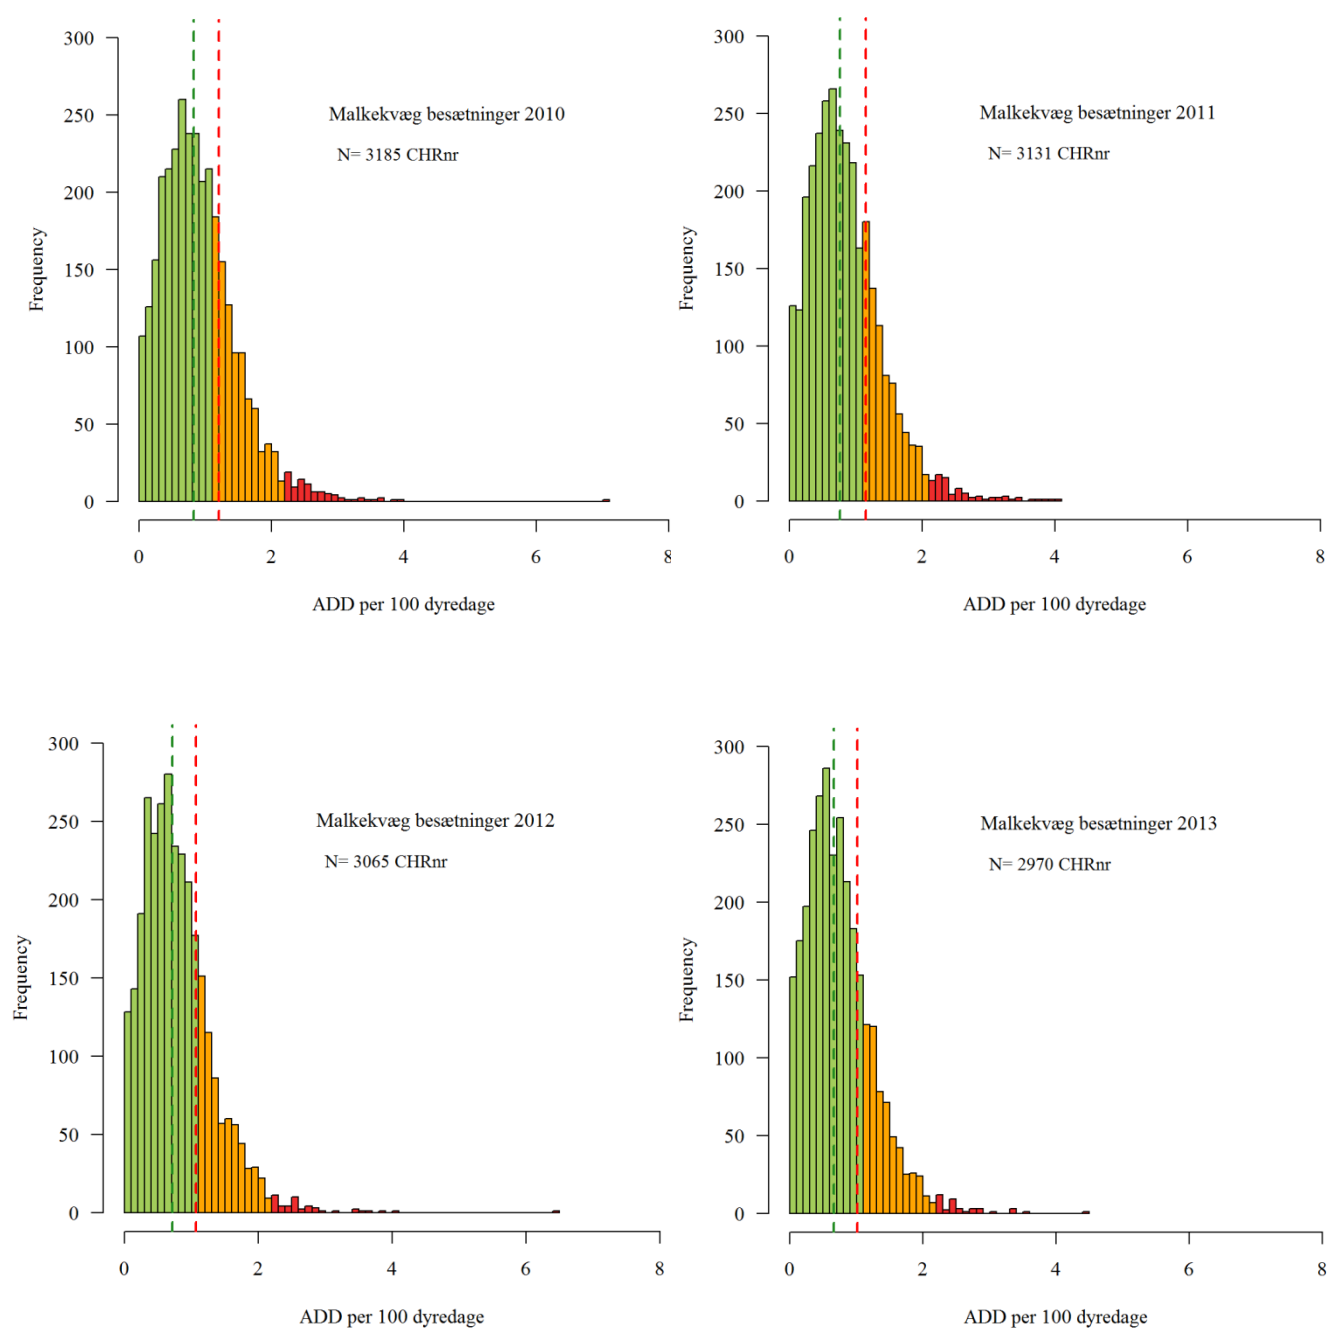 Malkekvæg besætninger 2010
N= 3185 CHRnr
Frequency
300
250
200
150
100
50
0
0 2 4 6 8
ADD per 100 dyredage
Malkekvæg besætninger 2011
N= 3131 CHRnr
Frequency
300
250
200
150
100
50
0
0 2 4 6 8
ADD per 100 dyredage
Malkekvæg besætninger 2012
N= 3065 CHRnr
Frequency
300
250
200
150
100
50
0
0 2 4 6 8
ADD per 100 dyredage
Malkekvæg besætninger 2013
N= 2970 CHRnr
Frequency
300
250
200
150
100
50
0
0 2 4 6 8
ADD per 100 dyredage